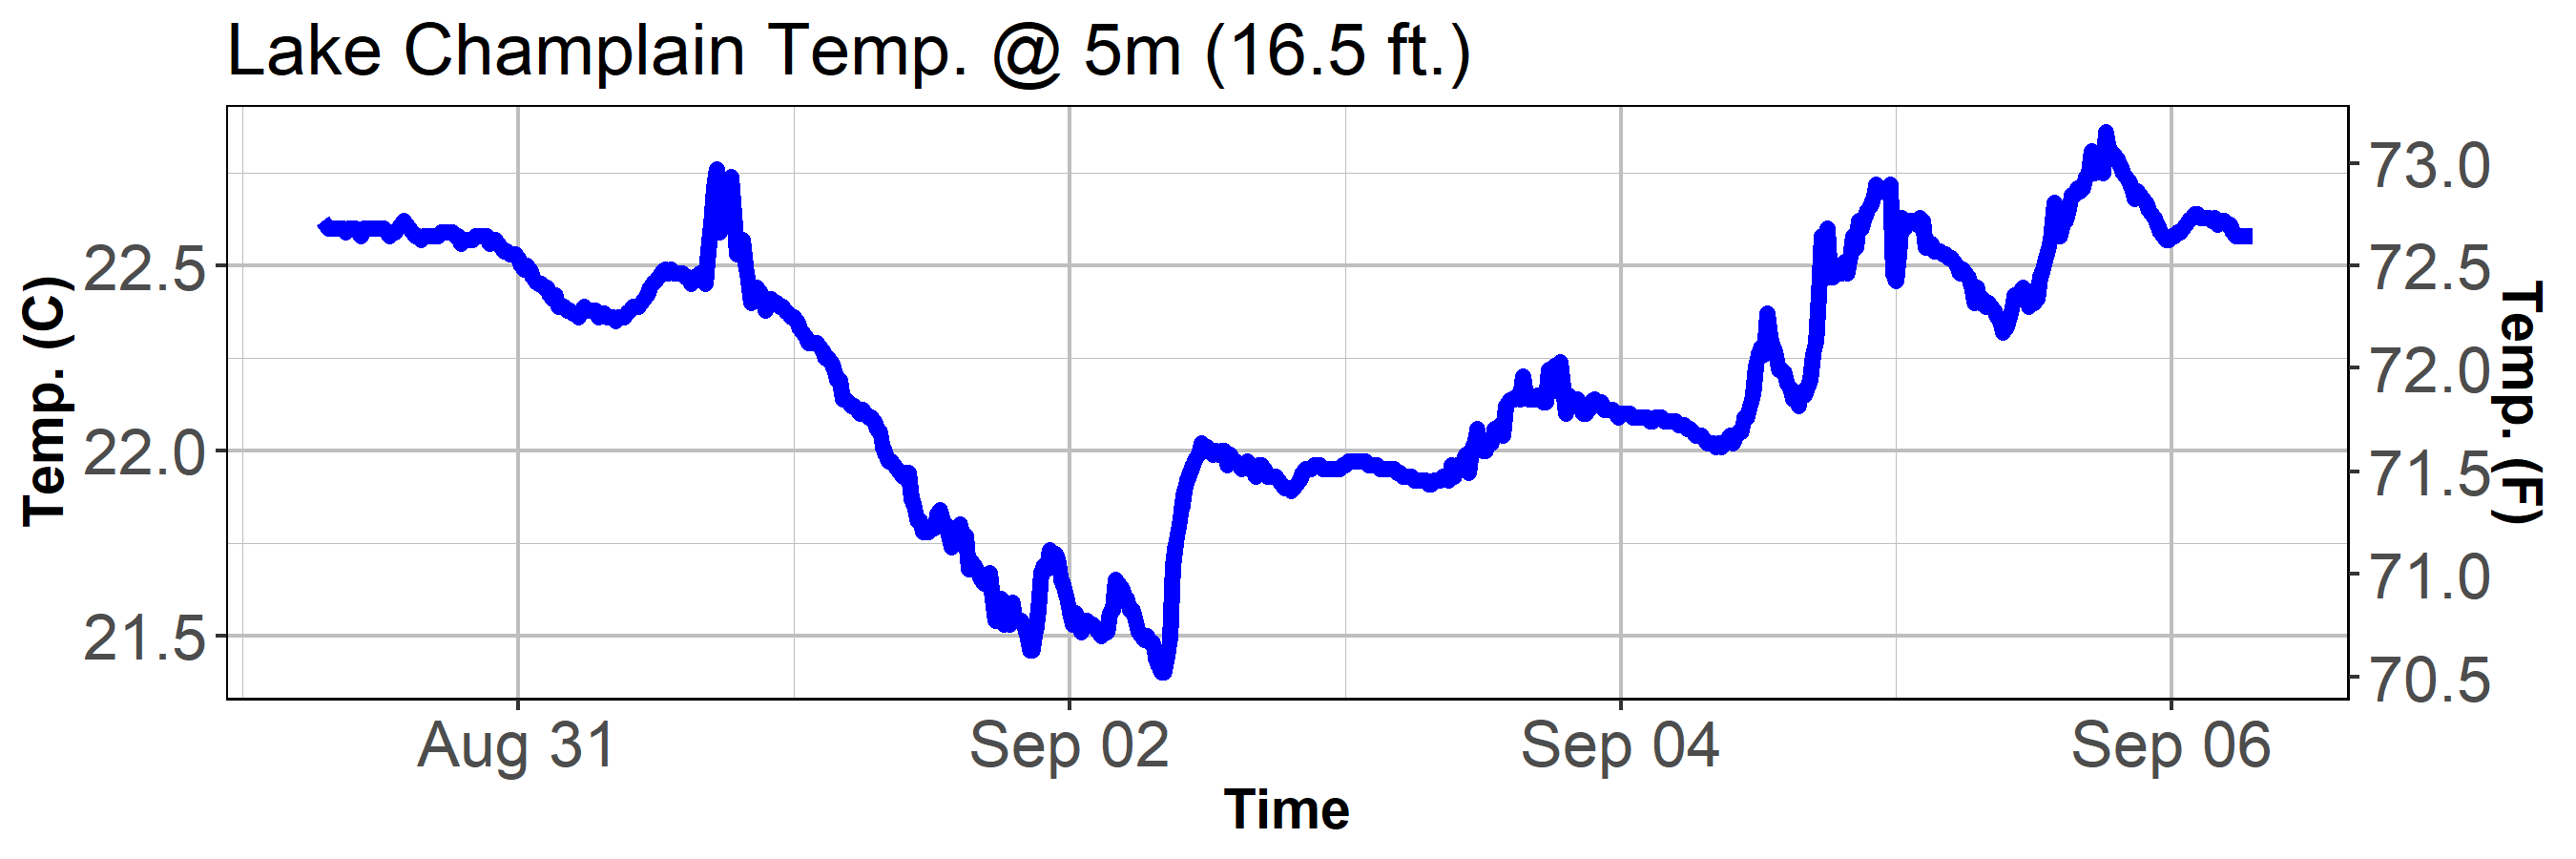 Lake Champlain Temp. @ 5m (16.5 ft.)
Temp. (C)
22.5
22.0
21.5
73.0
72.5
72.0
71.5
71.0
70.5
Temp. (F)
Aug 31
Sep 02
Sep 04
Sep 06
Time